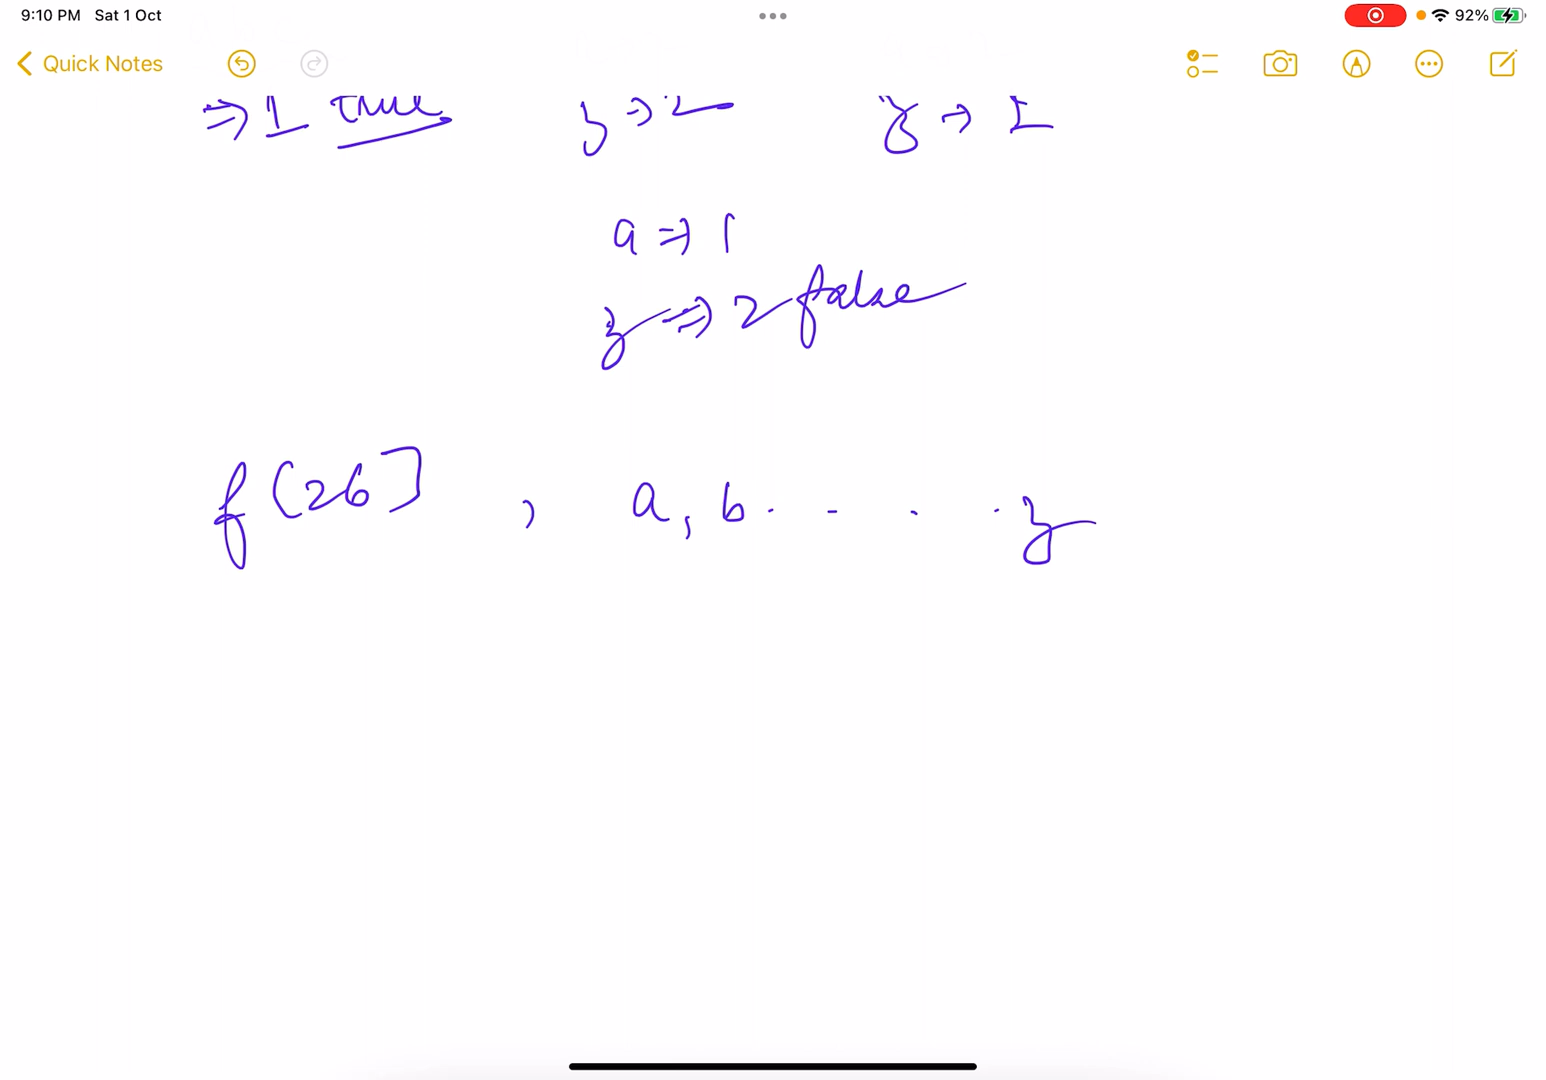 9:10 PM Sat 1 Oct 92%
Quick Notes
⇒ 1 true z → 2 z → 1
a ⇒ 1
z ⇒ 2 false
f[26] , a, b . - . . z